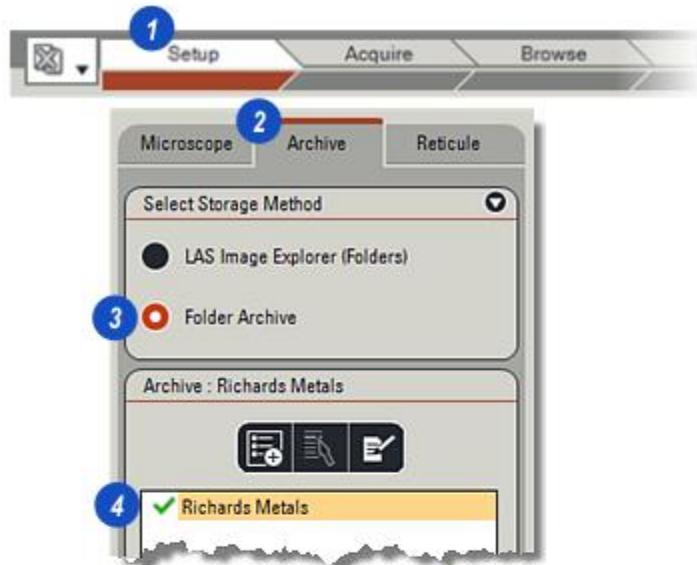 1
Setup Acquire Browse
2
Microscope Archive Reticule
Select Storage Method
LAS Image Explorer (Folders)
3 Folder Archive
Archive : Richards Metals
4 Richards Metals